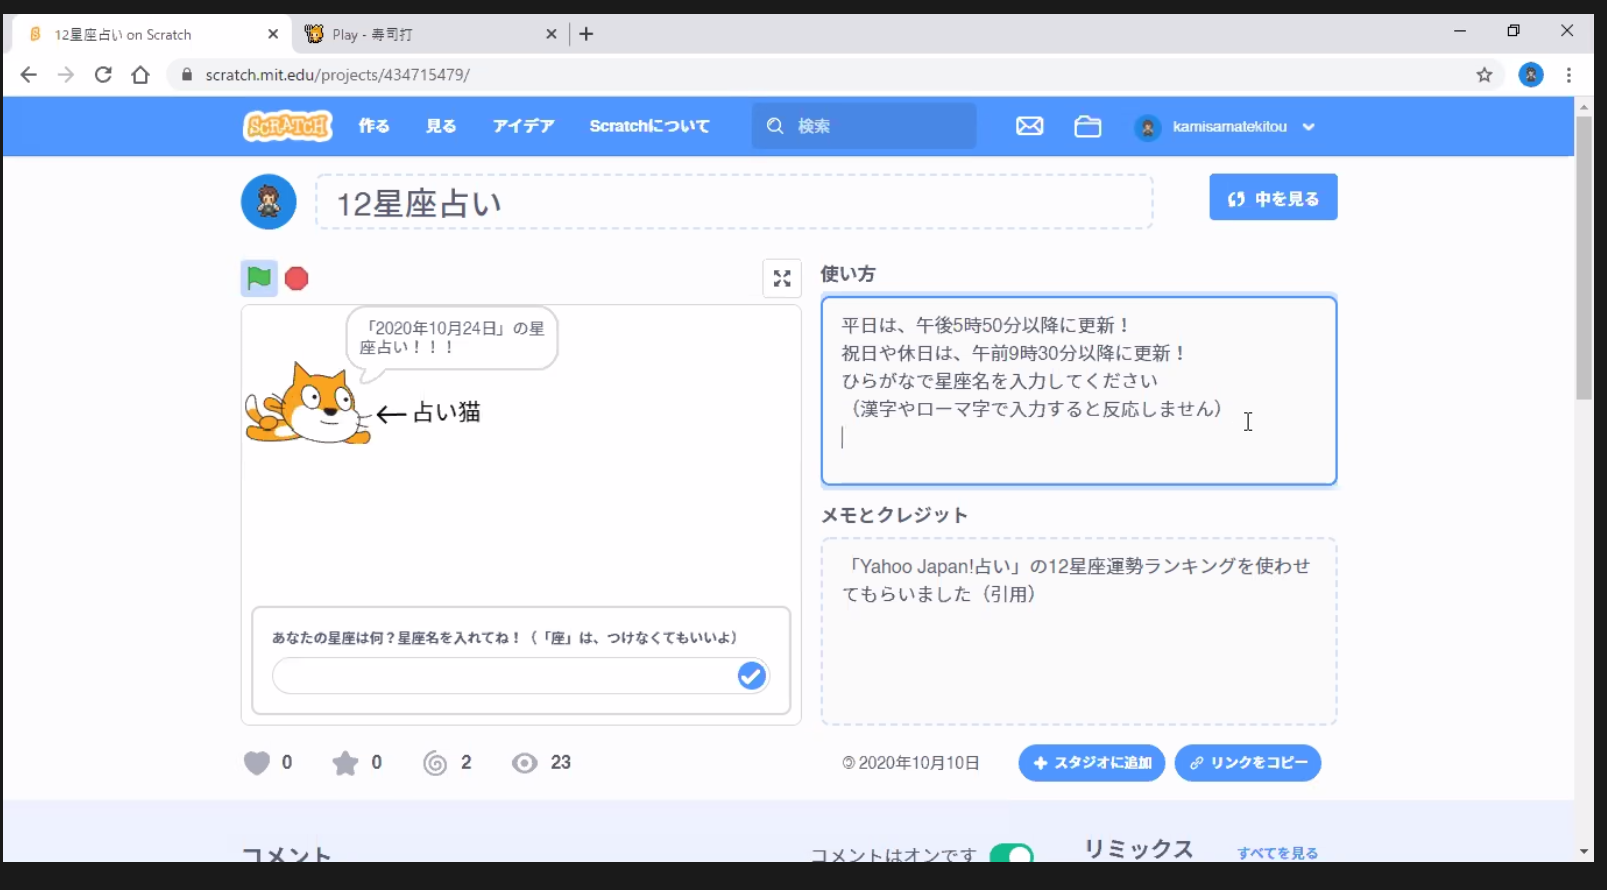 12星座占い on Scratch
Play - 寿司打
scratch.mit.edu/projects/434715479/
SCRATCH
作る
見る
アイデア
Scratchについて
検索
kamisamatekitou
12星座占い
中を見る
使い方
「2020年10月24日」の星
座占い！！！
←占い猫
平日は、午後5時50分以降に更新！
祝日や休日は、午前9時30分以降に更新！
ひらがなで星座名を入力してください
（漢字やローマ字で入力すると反応しません）
メモとクレジット
「Yahoo Japan!占い」の12星座運勢ランキングを使わせ
てもらいました（引用）
あなたの星座は何？星座名を入れてね！（「座」は、つけなくてもいいよ）
0
0
2
23
© 2020年10月10日
スタジオに追加
リンクをコピー
コメント
コメントはオンです
リミックス
すべてを見る